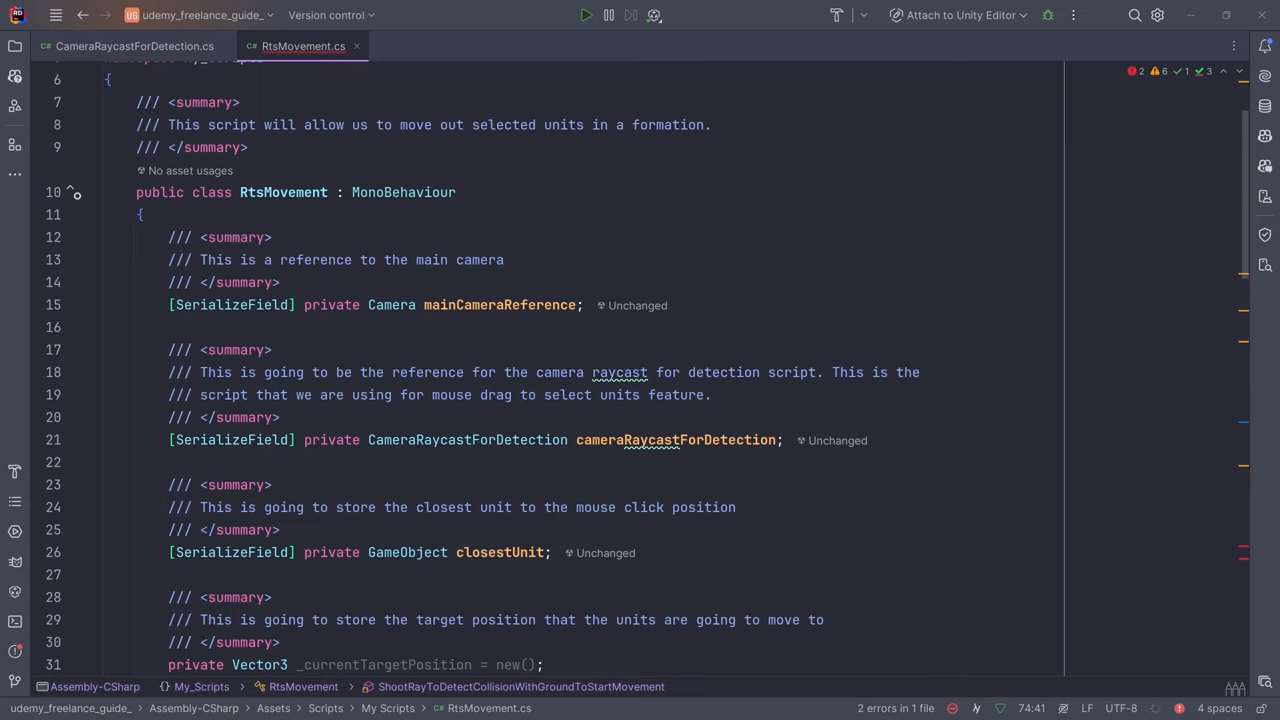 RD
UG udemy_freelance_guide_
Version control
Attach to Unity Editor
C# CameraRaycastForDetection.cs
C# RtsMovement.cs
2 6 1 3
6 {
7 /// <summary>
8 /// This script will allow us to move out selected units in a formation.
9 /// </summary>
No asset usages
10 public class RtsMovement : MonoBehaviour
11 {
12 /// <summary>
13 /// This is a reference to the main camera
14 /// </summary>
15 [SerializeField] private Camera mainCameraReference; Unchanged
16
17 /// <summary>
18 /// This is going to be the reference for the camera raycast for detection script. This is the
19 /// script that we are using for mouse drag to select units feature.
20 /// </summary>
21 [SerializeField] private CameraRaycastForDetection cameraRaycastForDetection; Unchanged
22
23 /// <summary>
24 /// This is going to store the closest unit to the mouse click position
25 /// </summary>
26 [SerializeField] private GameObject closestUnit; Unchanged
27
28 /// <summary>
29 /// This is going to store the target position that the units are going to move to
30 /// </summary>
31 private Vector3 _currentTargetPosition = new();
Assembly-CSharp {} My_Scripts RtsMovement ShootRayToDetectCollisionWithGroundToStartMovement
udemy_freelance_guide_ Assembly-CSharp Assets Scripts My Scripts C# RtsMovement.cs 2 errors in 1 file 74:41 LF UTF-8 4 spaces